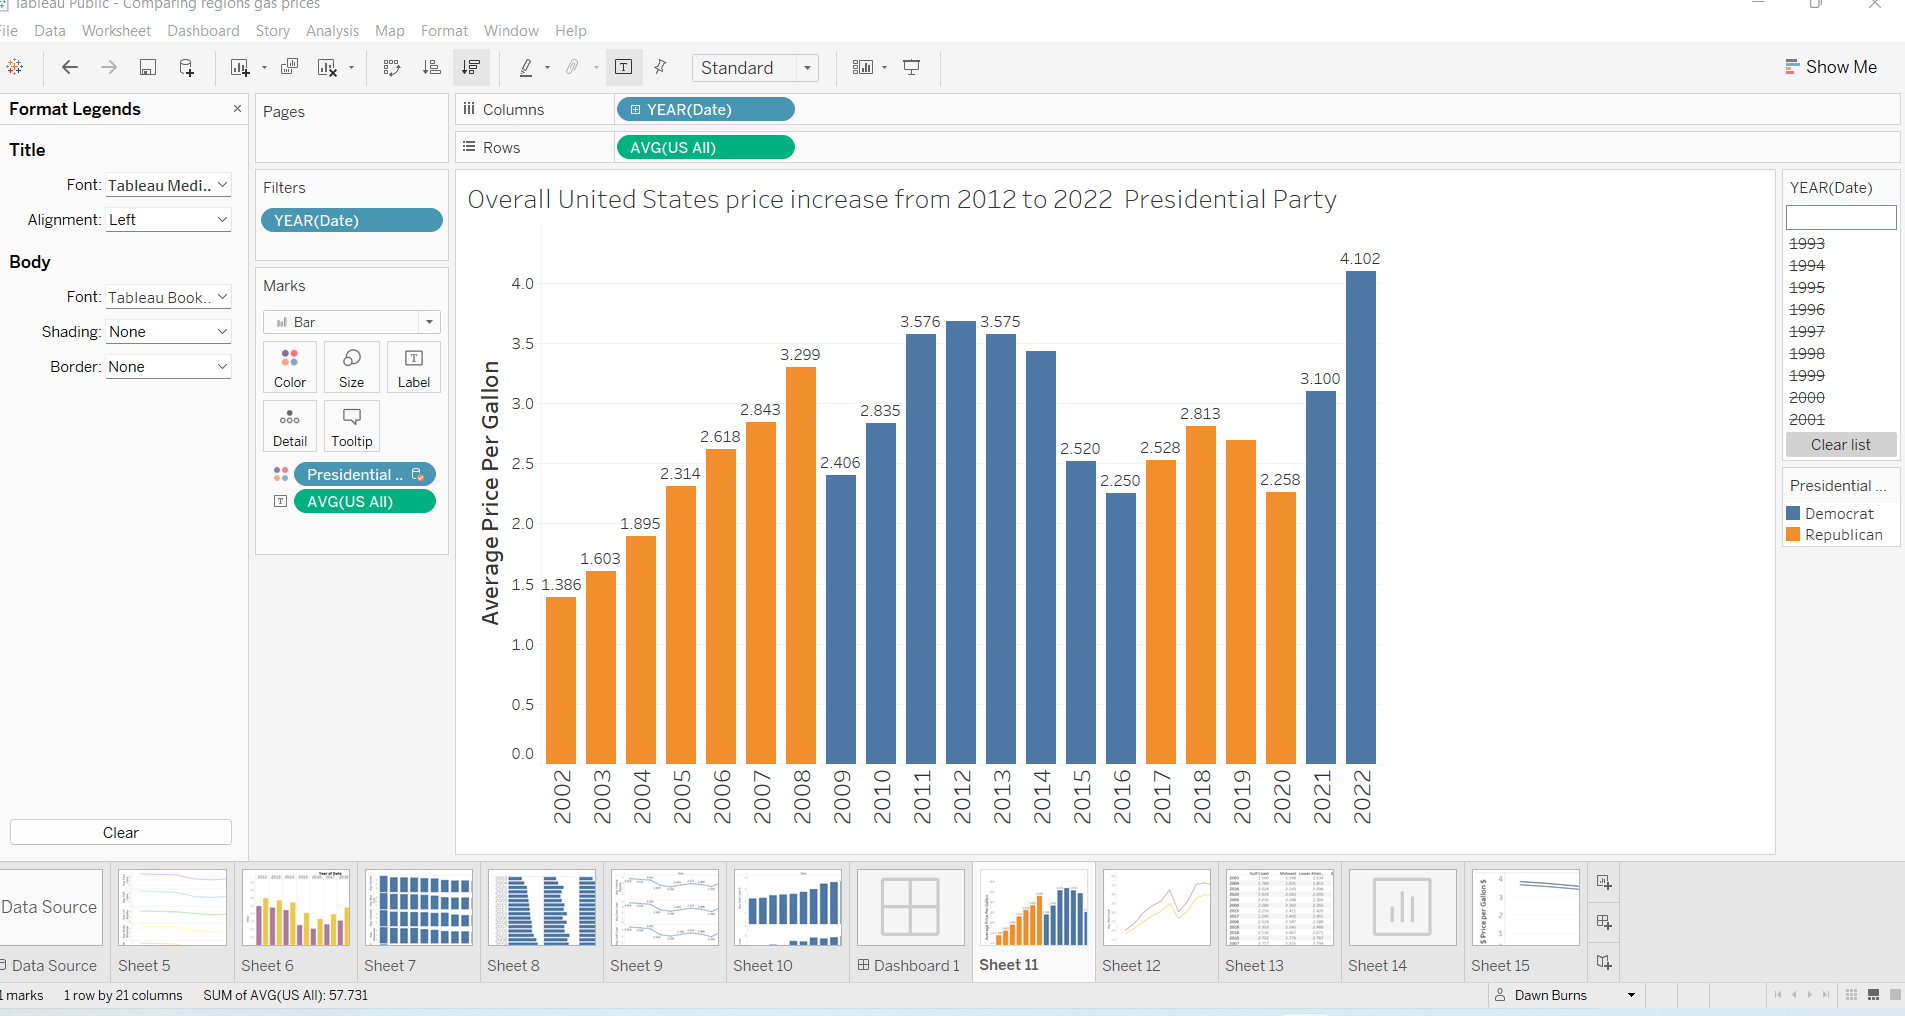 Tableau Public - Comparing regions gas prices
File Data Worksheet Dashboard Story Analysis Map Format Window Help
Standard
Show Me
Format Legends
Title
Font: Tableau Medi..
Alignment: Left
Body
Font: Tableau Book..
Shading: None
Border: None
Clear
Pages
Filters
YEAR(Date)
Marks
Bar
Color Size Label
Detail Tooltip
Presidential ..
AVG(US All)
Columns YEAR(Date)
Rows AVG(US All)
Overall United States price increase from 2012 to 2022  Presidential Party
Average Price Per Gallon
4.0
3.5
3.0
2.5
2.0
1.5
1.0
0.5
0.0
1.386
1.603
1.895
2.314
2.618
2.843
3.299
2.406
2.835
3.576
3.575
2.520
2.250
2.528
2.813
2.258
3.100
4.102
2002 2003 2004 2005 2006 2007 2008 2009 2010 2011 2012 2013 2014 2015 2016 2017 2018 2019 2020 2021 2022
YEAR(Date)
1993
1994
1995
1996
1997
1998
1999
2000
2001
Clear list
Presidential ...
Democrat
Republican
Data Source
Data Source Sheet 5 Sheet 6 Sheet 7 Sheet 8 Sheet 9 Sheet 10 Dashboard 1 Sheet 11 Sheet 12 Sheet 13 Sheet 14 Sheet 15
1 marks 1 row by 21 columns SUM of AVG(US All): 57.731
Dawn Burns